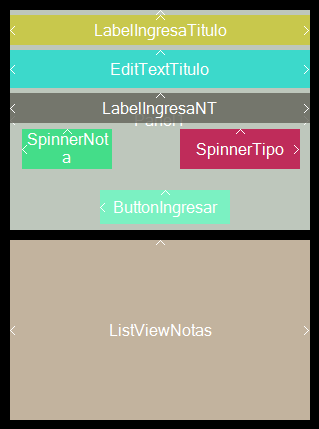 LabelIngresaTitulo
EditTextTitulo
LabelIngresaNT
Panel1
SpinnerNot
a
SpinnerTipo
ButtonIngresar
ListViewNotas